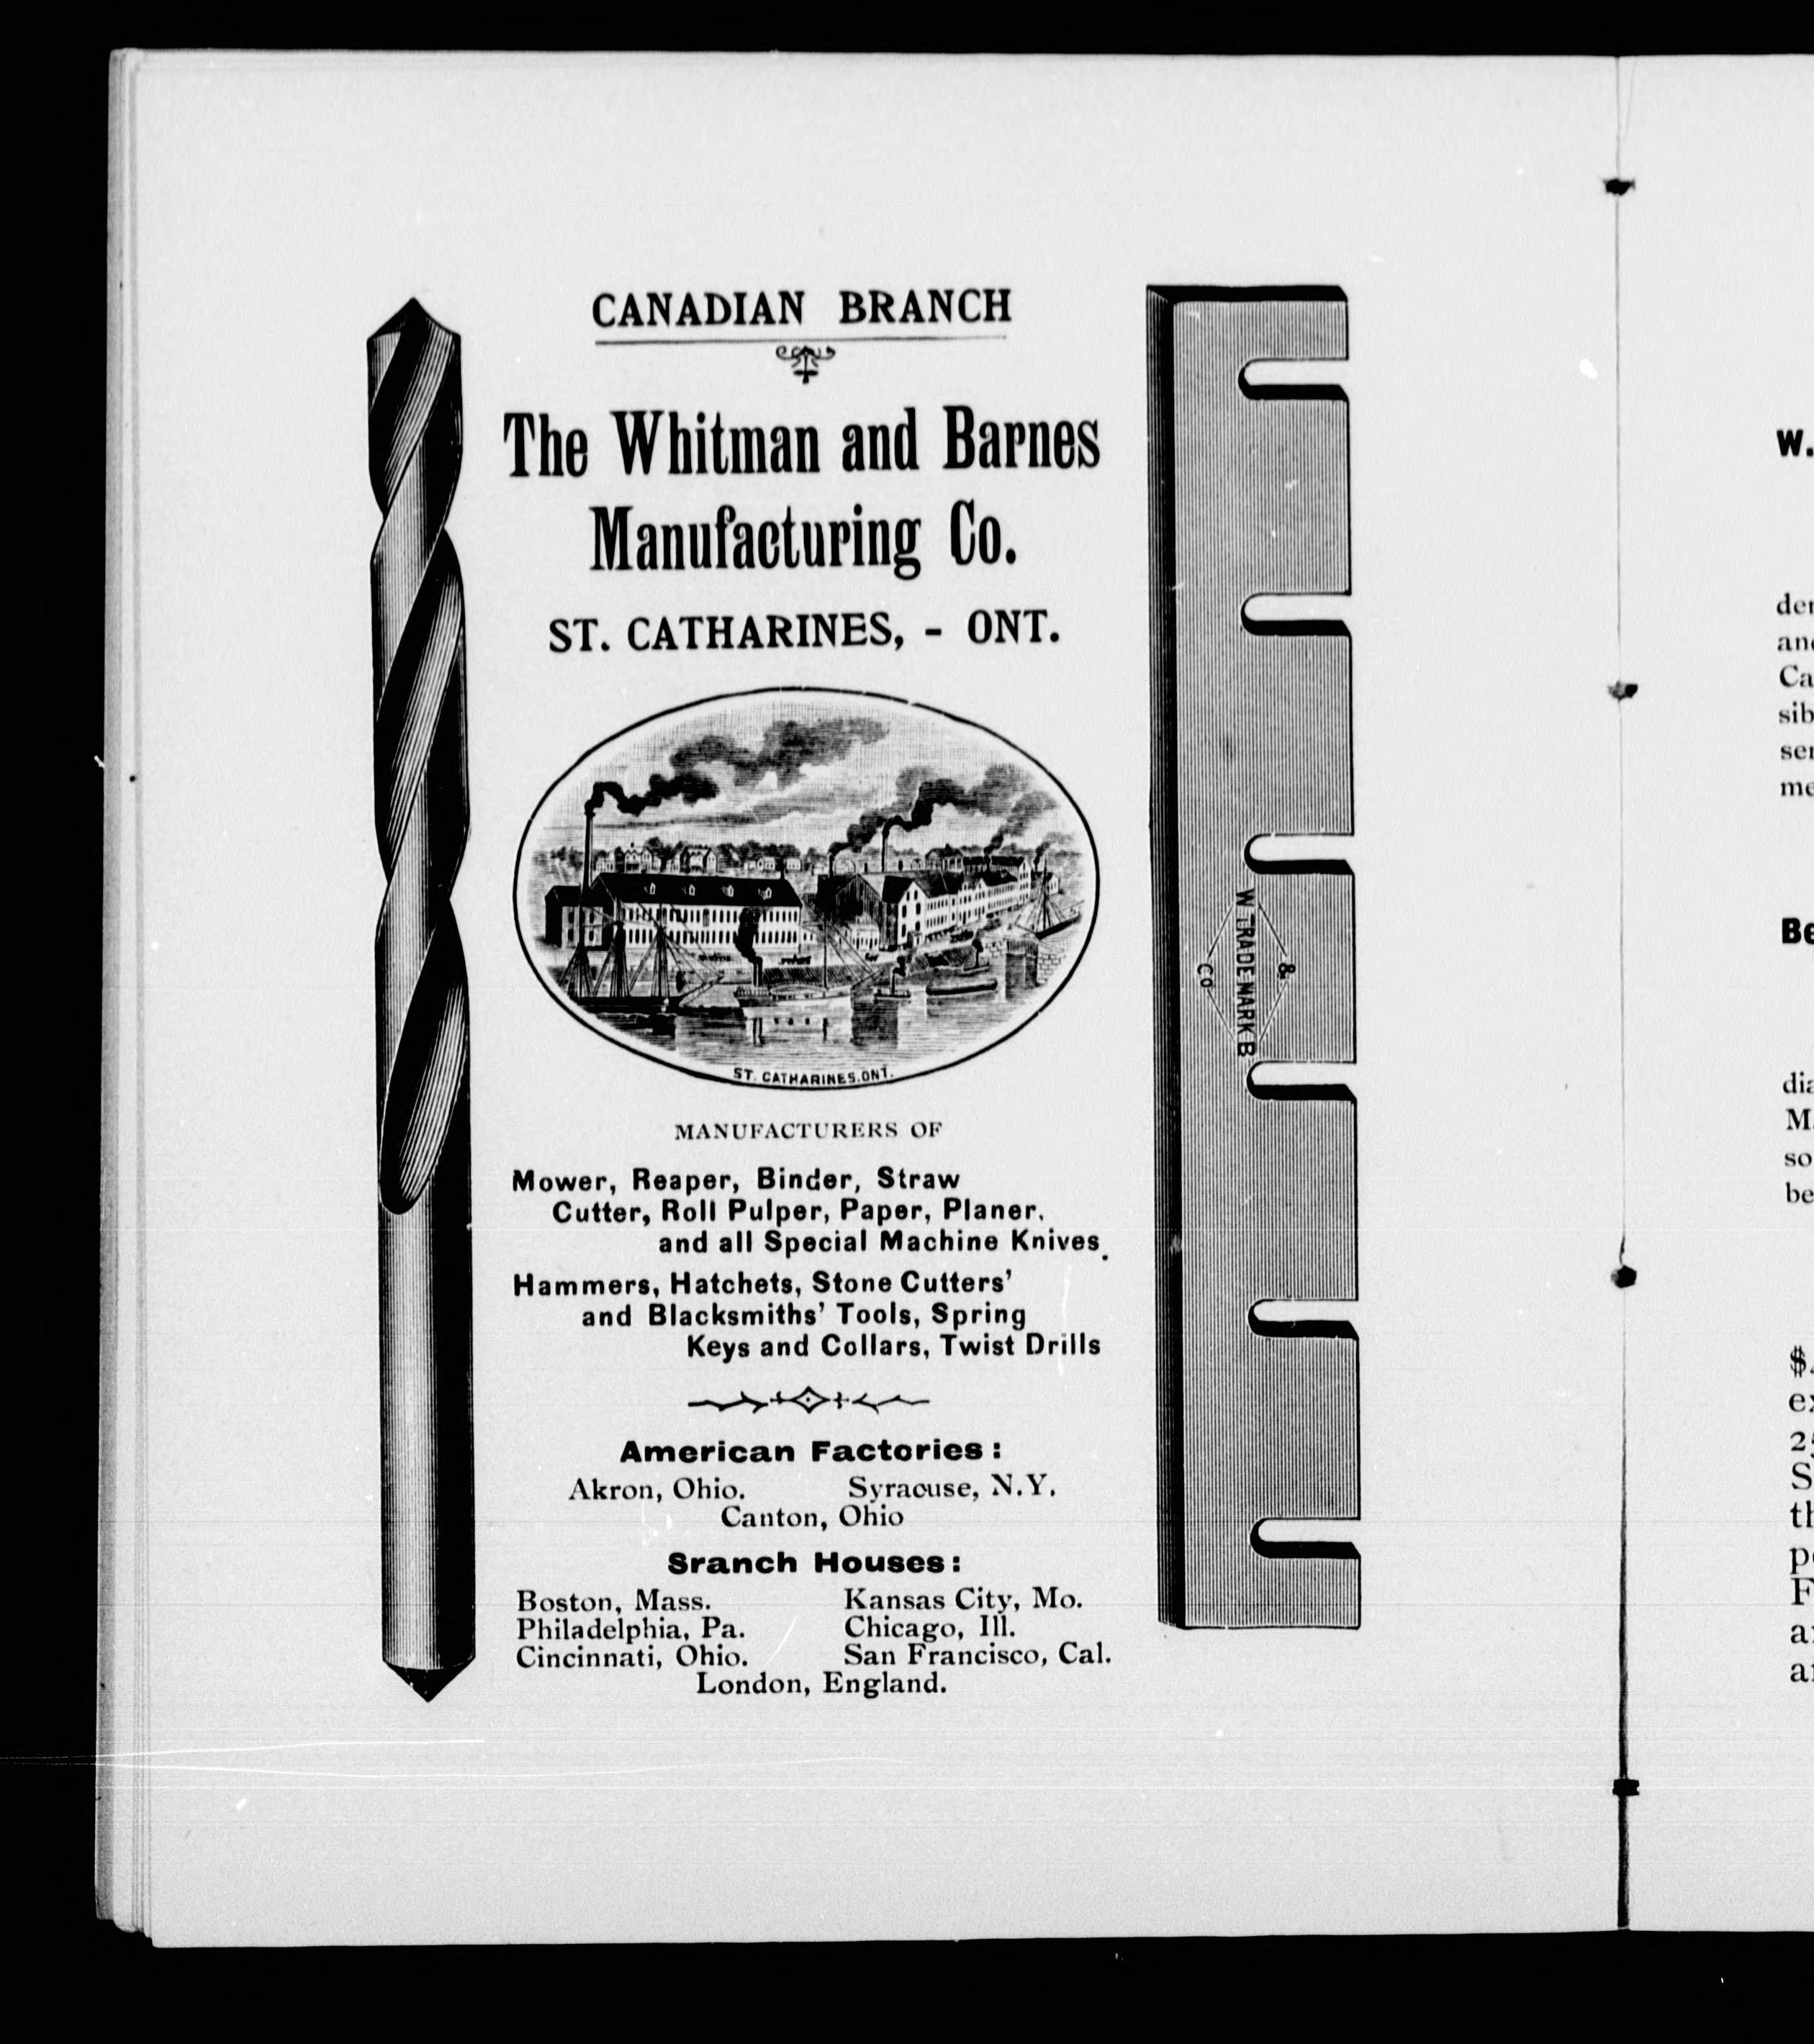 CANADIAN BRANCH
The Whitman and Barnes
Manufacturing Co.
ST. CATHARINES, - ONT.
ST. CATHARINES. ONT.
MANUFACTURERS OF
Mower, Reaper, Binder, Straw
Cutter, Roll Pulper, Paper, Planer,
and all Special Machine Knives.
Hammers, Hatchets, Stone Cutters'
and Blacksmiths' Tools, Spring
Keys and Collars, Twist Drills
American Factories:
Akron, Ohio. Syracuse, N.Y.
Canton, Ohio
Sranch Houses:
Boston, Mass. Kansas City, Mo.
Philadelphia, Pa. Chicago, Ill.
Cincinnati, Ohio. San Francisco, Cal.
London, England.
W TRADE MARK B
&
CO
W.
and